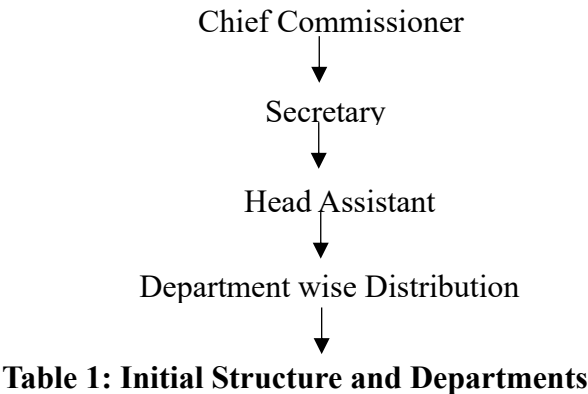 Chief Commissioner
Secretary
Head Assistant
Department wise Distribution
Table 1: Initial Structure and Departments